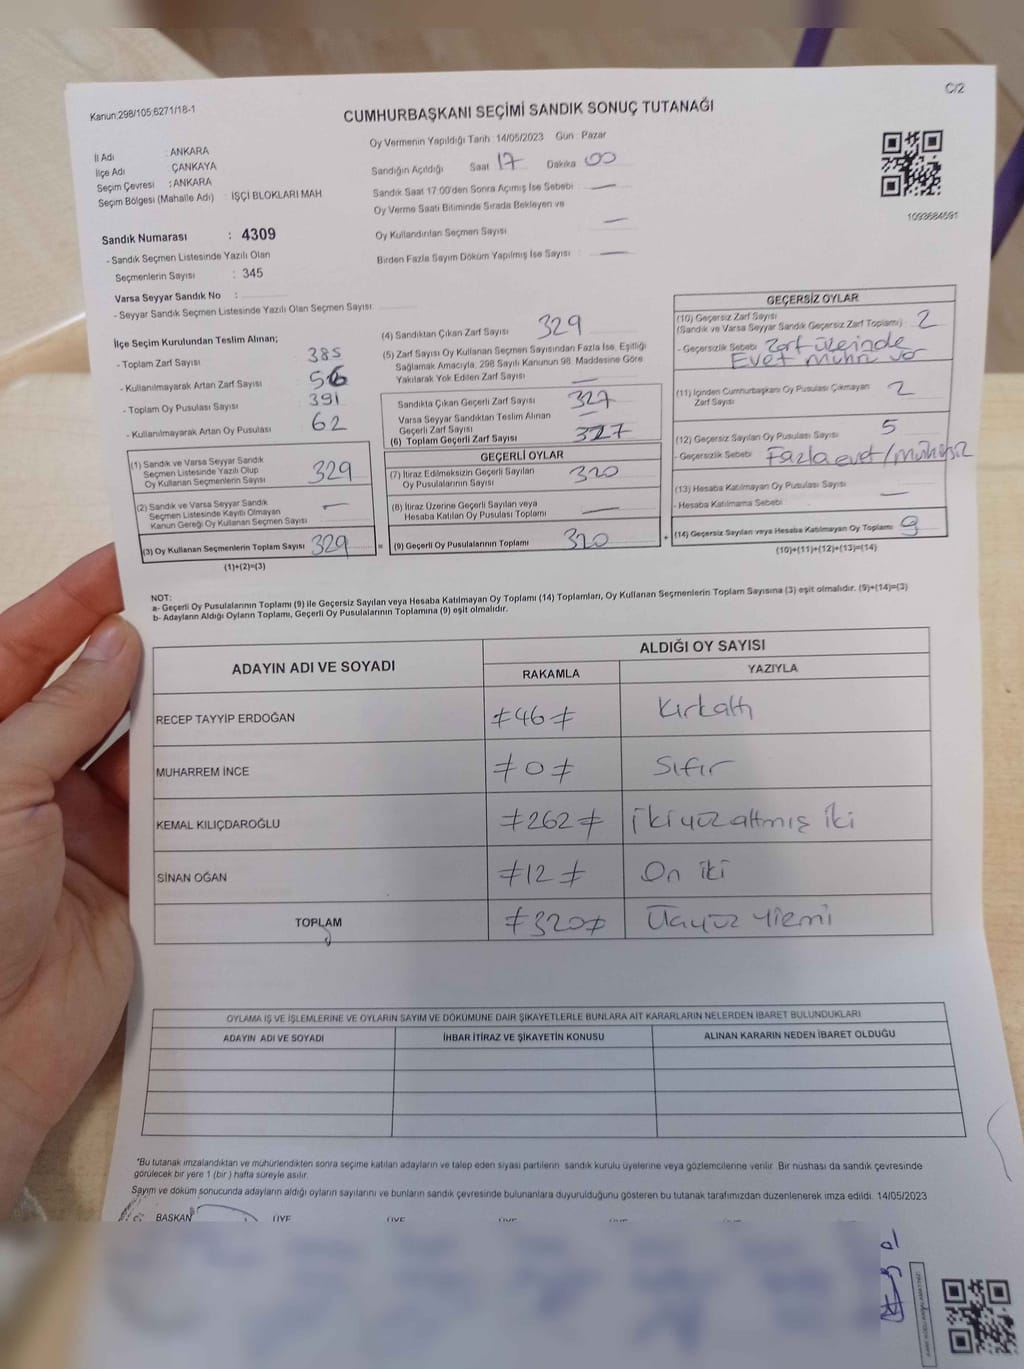 Kanun:298/105;6271/18-1
C/2
CUMHURBAŞKANI SEÇİMİ SANDIK SONUÇ TUTANAĞI
Oy Vermenin Yapıldığı Tarih :14/05/2023 Gün : Pazar
İl Adı : ANKARA
İlçe Adı : ÇANKAYA
Seçim Çevresi : ANKARA
Seçim Bölgesi (Mahalle Adı) : İŞÇİ BLOKLARI MAH
Sandığın Açıldığı Saat 17 Dakika 00
Sandık Saat 17:00'den Sonra Açımış İse Sebebi : —
Oy Verme Saati Bitiminde Sırada Bekleyen ve
Oy Kullandırılan Seçmen Sayısı —
Birden Fazla Sayım Döküm Yapılmış İse Sayısı : —
1093684591
Sandık Numarası : 4309
- Sandık Seçmen Listesinde Yazılı Olan
Seçmenlerin Sayısı : 345
Varsa Seyyar Sandık No :
- Seyyar Sandık Seçmen Listesinde Yazılı Olan Seçmen Sayısı:
İlçe Seçim Kurulundan Teslim Alınan;
- Toplam Zarf Sayısı 385
- Kullanılmayarak Artan Zarf Sayısı 56
- Toplam Oy Pusulası Sayısı 391
- Kullanılmayarak Artan Oy Pusulası 62
(1) Sandık ve Varsa Seyyar Sandık
Seçmen Listesinde Yazılı Olup
Oy Kullanan Seçmenlerin Sayısı 329
(2) Sandık ve Varsa Seyyar Sandık
Seçmen Listesinde Kayıtlı Olmayan
Kanun Gereği Oy Kullanan Seçmen Sayısı —
(3) Oy Kullanan Seçmenlerin Toplam Sayısı 329
(1)+(2)=(3)
(4) Sandıktan Çıkan Zarf Sayısı 329
(5) Zarf Sayısı Oy Kullanan Seçmen Sayısından Fazla İse, Eşitliği
Sağlamak Amacıyla, 298 Sayılı Kanunun 98. Maddesine Göre
Yakılarak Yok Edilen Zarf Sayısı —
Sandıkta Çıkan Geçerli Zarf Sayısı 327
Varsa Seyyar Sandıktan Teslim Alınan
Geçerli Zarf Sayısı —
(6) Toplam Geçerli Zarf Sayısı 327
GEÇERLİ OYLAR
(7) İtiraz Edilmeksizin Geçerli Sayılan
Oy Pusulalarının Sayısı 320
(8) İtiraz Üzerine Geçerli Sayılan veya
Hesaba Katılan Oy Pusulası Toplamı —
= (9) Geçerli Oy Pusulalarının Toplamı 320
GEÇERSİZ OYLAR
(10) Geçersiz Zarf Sayısı
(Sandık ve Varsa Seyyar Sandık Geçersiz Zarf Toplamı) 2
- Geçersizlik Sebebi Zarf üzerinde
Evet mührü var
(11) İçinden Cumhurbaşkanı Oy Pusulası Çıkmayan
Zarf Sayısı 2
(12) Geçersiz Sayılan Oy Pusulası Sayısı 5
- Geçersizlik Sebebi Fazla evet/mühürsüz
(13) Hesaba Katılmayan Oy Pusulası Sayısı —
- Hesaba Katılmama Sebebi
+ (14) Geçersiz Sayılan veya Hesaba Katılmayan Oy Toplamı 9
(10)+(11)+(12)+(13)=(14)
NOT:
a- Geçerli Oy Pusulalarının Toplamı (9) ile Geçersiz Sayılan veya Hesaba Katılmayan Oy Toplamı (14) Toplamları, Oy Kullanan Seçmenlerin Toplam Sayısına (3) eşit olmalıdır. (9)+(14)=(3)
b- Adayların Aldığı Oyların Toplamı, Geçerli Oy Pusulalarının Toplamına (9) eşit olmalıdır.
ADAYIN ADI VE SOYADI ALDIĞI OY SAYISI
RAKAMLA YAZIYLA
RECEP TAYYİP ERDOĞAN ≠46≠ Kırkaltı
MUHARREM İNCE ≠0≠ Sıfır
KEMAL KILIÇDAROĞLU ≠262≠ İkiyüzaltmış iki
SİNAN OĞAN ≠12≠ On iki
TOPLAM ≠320≠ Üçyüz yirmi
OYLAMA İŞ VE İŞLEMLERİNE VE OYLARIN SAYIM VE DÖKÜMÜNE DAİR ŞİKAYETLERLE BUNLARA AİT KARARLARIN NELERDEN İBARET BULUNDUKLARI
ADAYIN ADI VE SOYADI İHBAR İTİRAZ VE ŞİKAYETİN KONUSU ALINAN KARARIN NEDEN İBARET OLDUĞU
*Bu tutanak imzalandıktan ve mühürlendikten sonra seçime katılan adayların ve talep eden siyasi partilerin sandık kurulu üyelerine veya gözlemcilerine verilir. Bir nüshası da sandık çevresinde
görülecek bir yere 1 (bir) hafta süreyle asılır.
Sayım ve döküm sonucunda adayların aldığı oyların sayılarını ve bunların sandık çevresinde bulunanlara duyurulduğunu gösteren bu tutanak tarafımızdan düzenlenerek imza edildi. 14/05/2023
BAŞKAN ÜYE ÜYE ÜYE ÜYE ÜYE